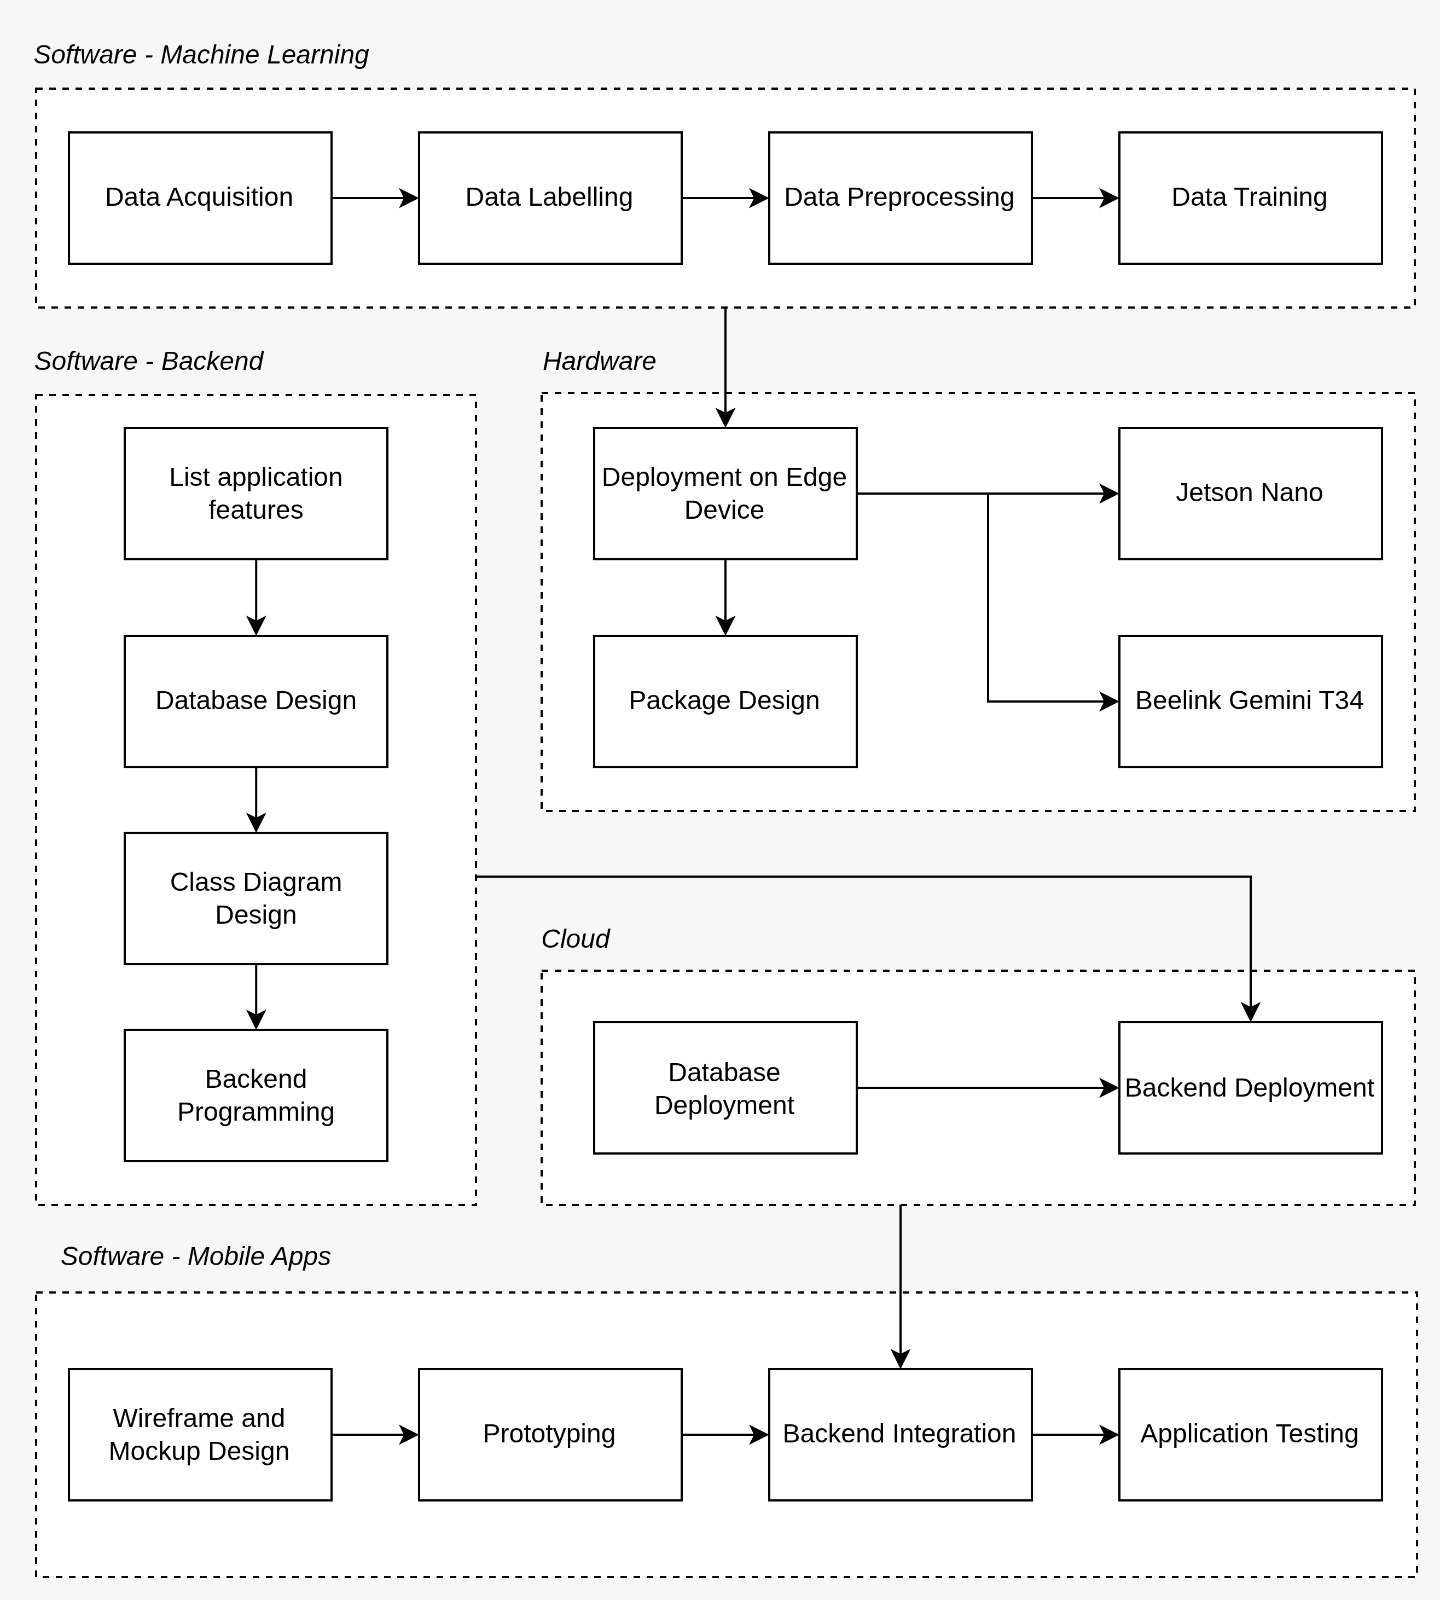 Software - Machine Learning
Data Acquisition
Data Labelling
Data Preprocessing
Data Training
Software - Backend
List application
features
Database Design
Class Diagram
Design
Backend
Programming
Hardware
Deployment on Edge
Device
Jetson Nano
Package Design
Beelink Gemini T34
Cloud
Database
Deployment
Backend Deployment
Software - Mobile Apps
Wireframe and
Mockup Design
Prototyping
Backend Integration
Application Testing